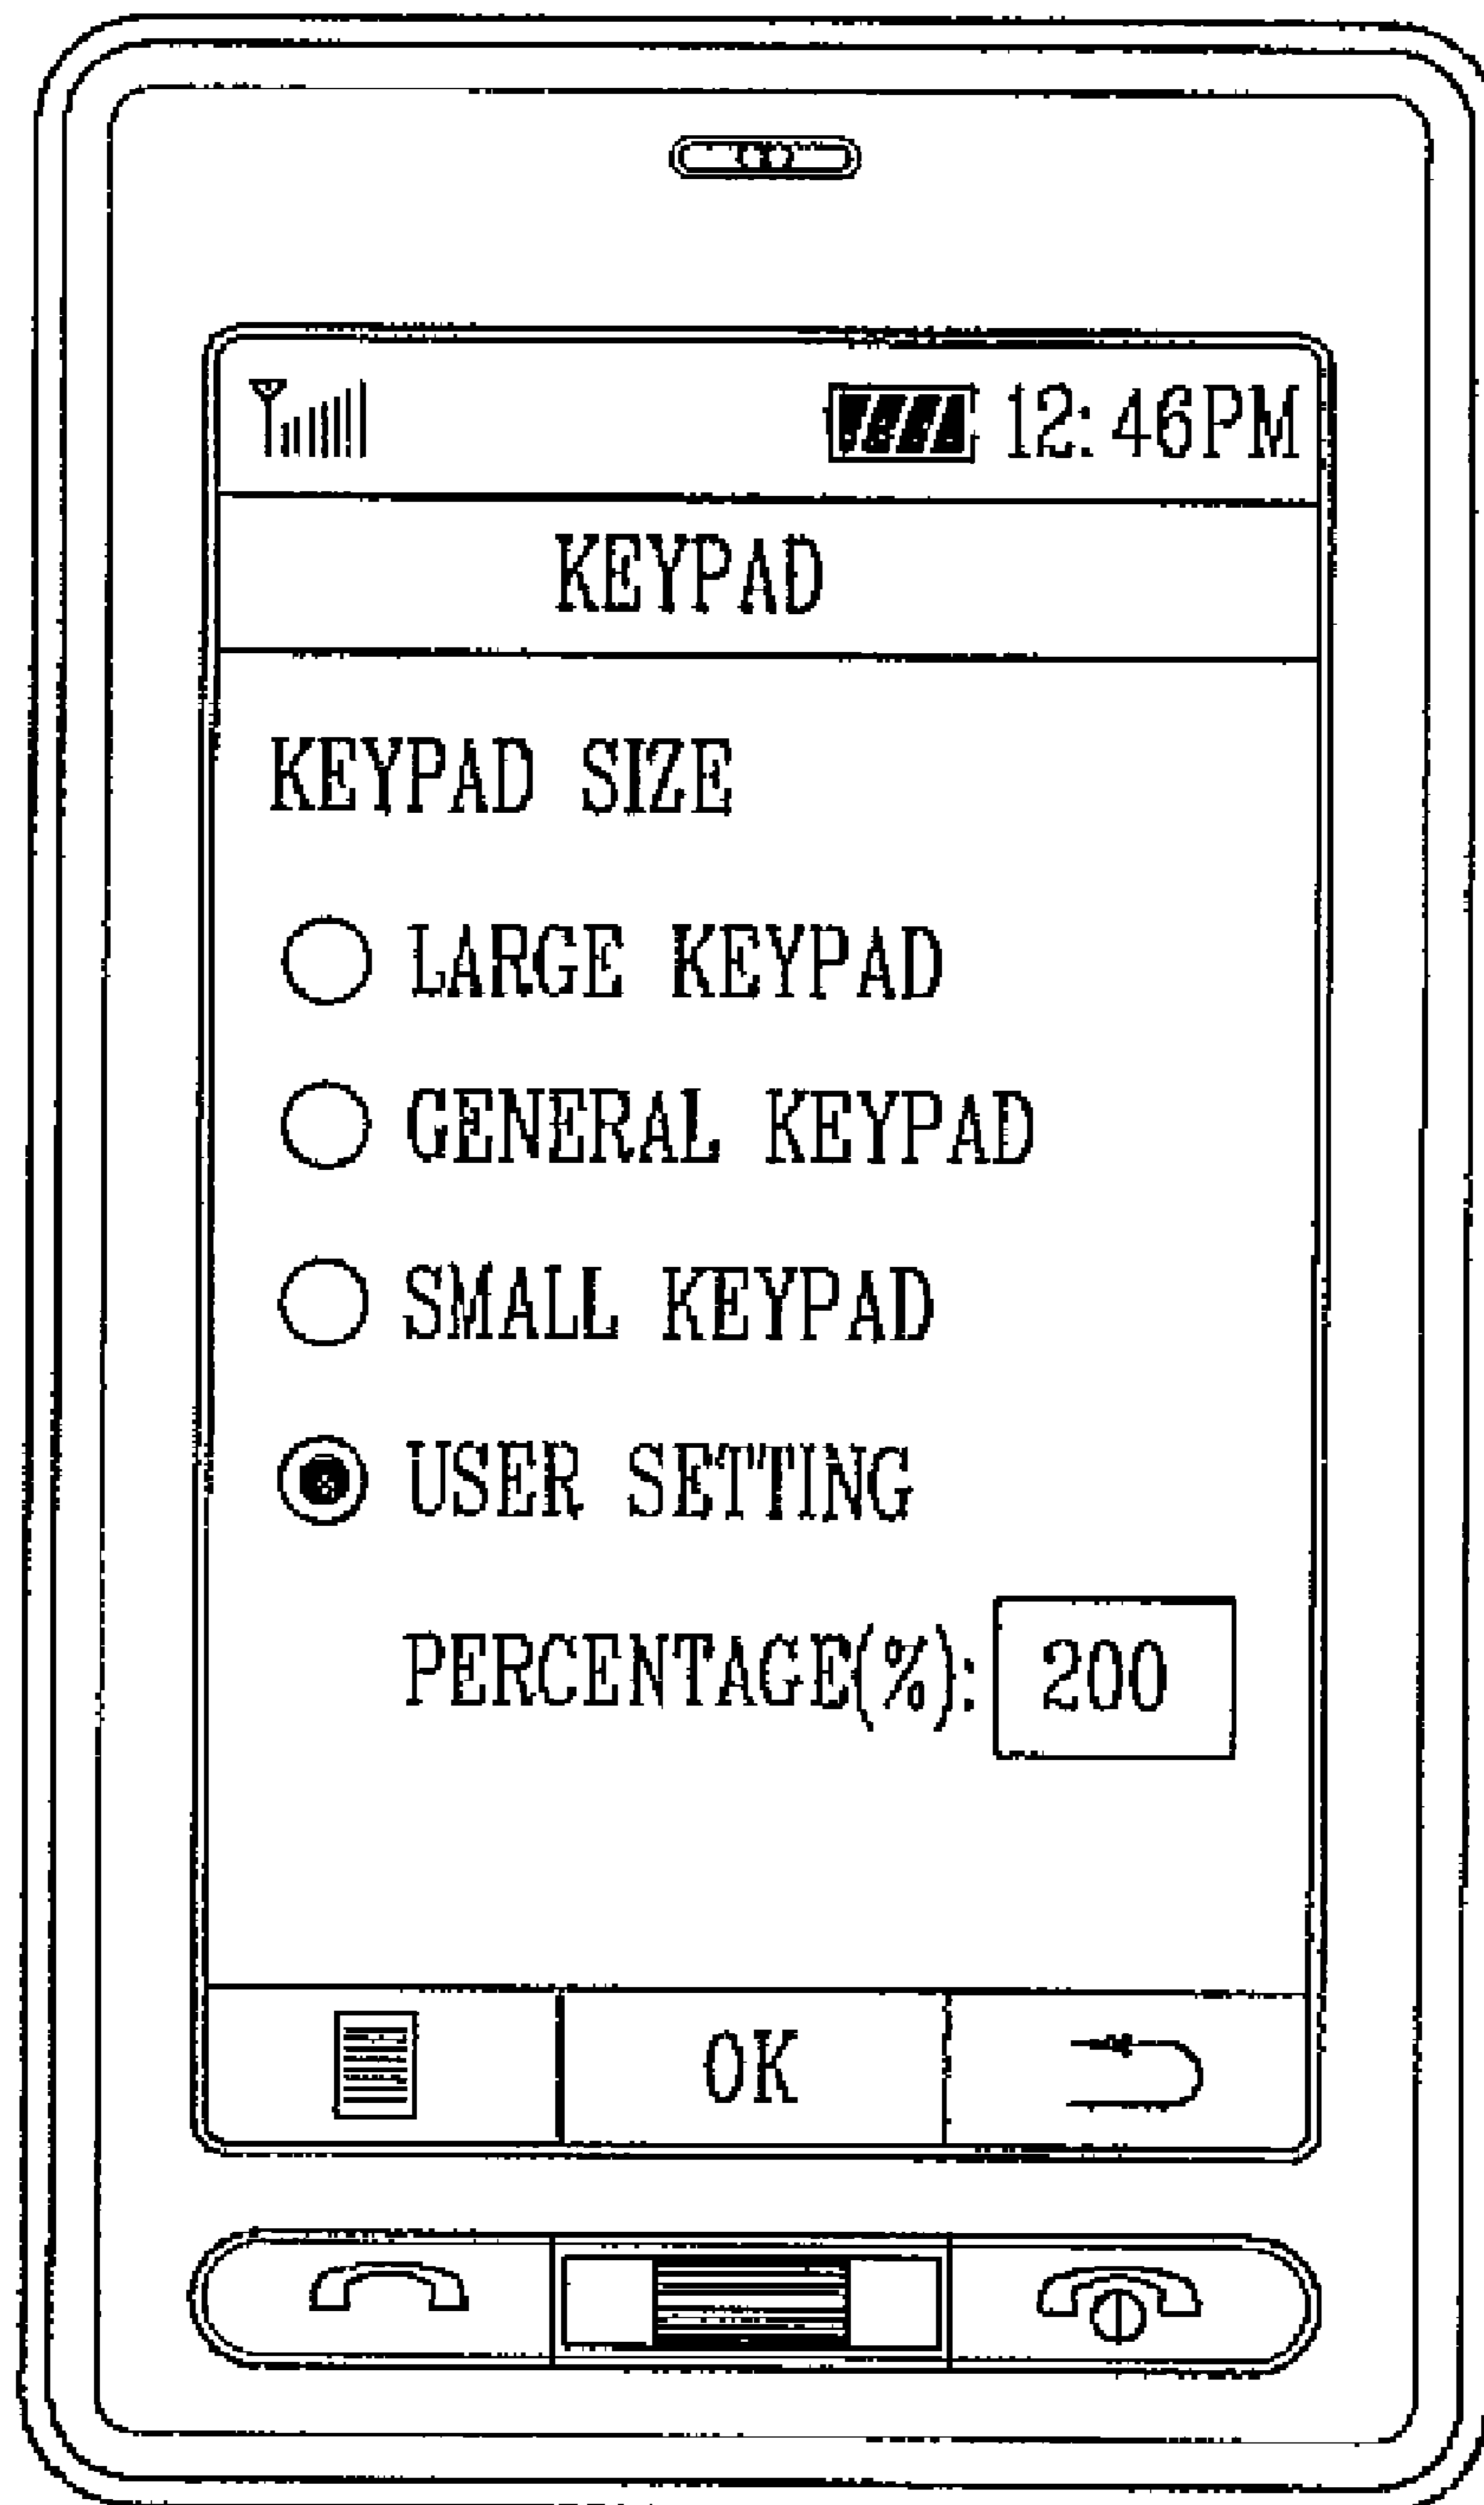 12:46PM
KEYPAD
KEYPAD SIZE
LARGE KEYPAD
GENERAL KEYPAD
SMALL KEYPAD
USER SETTING
PERCENTAGE(%): 200
OK